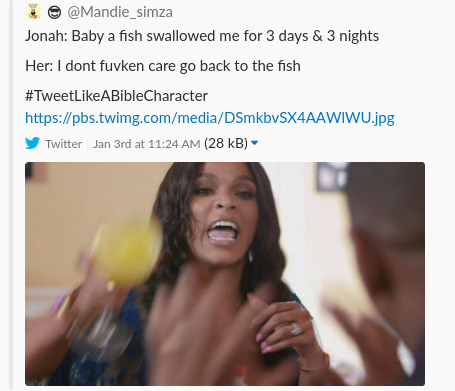 @Mandie_simza
Jonah: Baby a fish swallowed me for 3 days & 3 nights
Her: I dont fuvken care go back to the fish
#TweetLikeABibleCharacter
https://pbs.twimg.com/media/DSmkbvSX4AAWlWU.jpg
Twitter | Jan 3rd at 11:24 AM (28 kB)